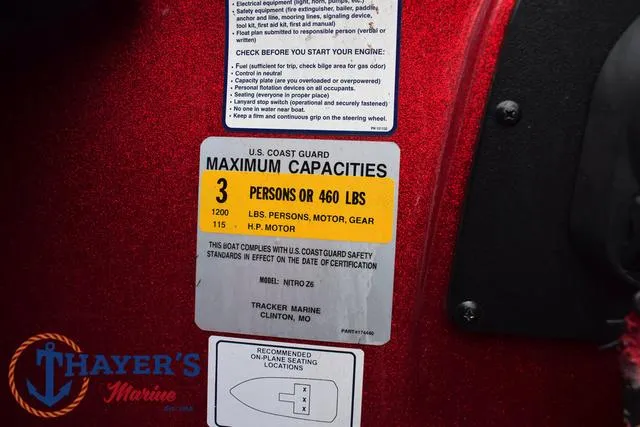 • Electrical equipment (light, horn, pumps, etc.)
• Safety equipment (fire extinguisher, bailer, paddle,
anchor and line, mooring lines, signaling device,
tool kit, first aid kit, first aid manual)
• Float plan submitted to responsible person (verbal or
written)
CHECK BEFORE YOU START YOUR ENGINE:
• Fuel (sufficient for trip, check bilge area for gas odor)
• Control in neutral
• Capacity plate (are you overloaded or overpowered)
• Personal flotation devices on all occupants.
• Seating (everyone in proper place)
• Lanyard stop switch (operational and securely fastened)
• No one in water near boat.
• Keep a firm and continuous grip on the steering wheel.
U.S. COAST GUARD
MAXIMUM CAPACITIES
3 PERSONS OR 460 LBS
1200 LBS. PERSONS, MOTOR, GEAR
115 H.P. MOTOR
THIS BOAT COMPLIES WITH U.S. COAST GUARD SAFETY
STANDARDS IN EFFECT ON THE DATE OF CERTIFICATION
MODEL: NITRO Z6
TRACKER MARINE
CLINTON, MO
PART#174440
RECOMMENDED
ON-PLANE SEATING
LOCATIONS
X
X
X
THAYER'S
Marine